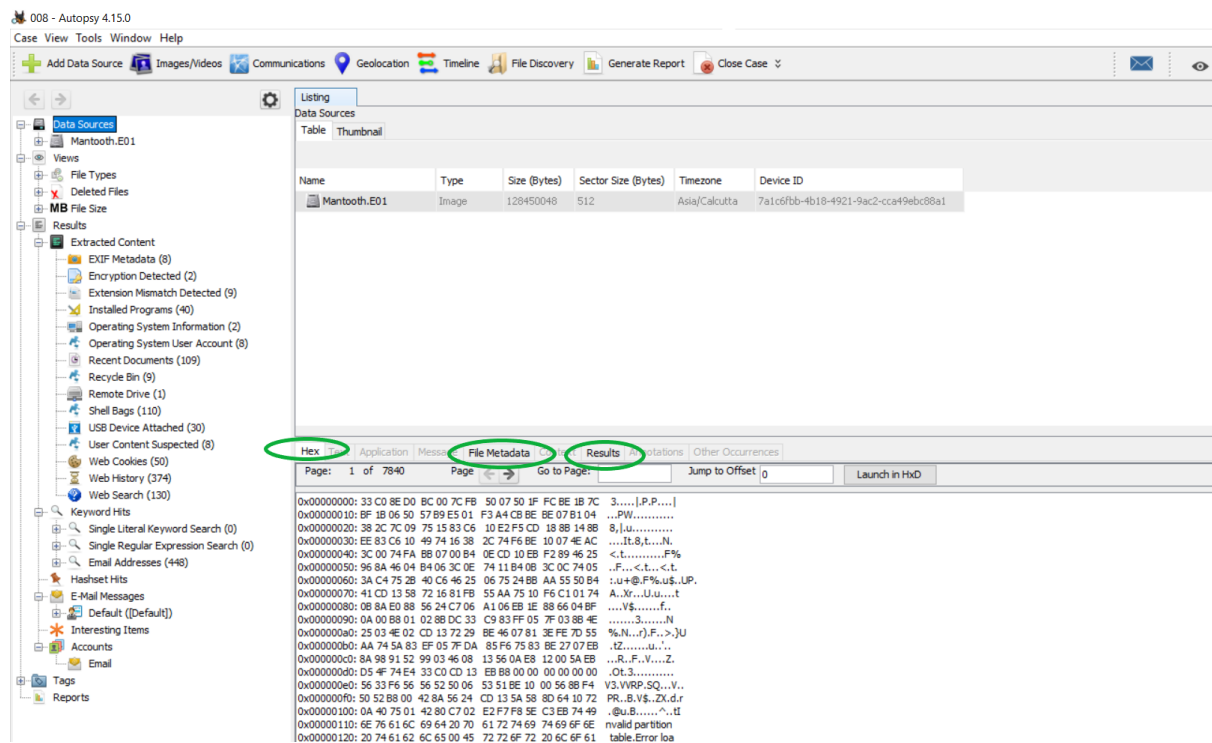 008 - Autopsy 4.15.0
Case View Tools Window Help
Add Data Source Images/Videos Communications Geolocation Timeline File Discovery Generate Report Close Case
Listing
Data Sources
Table Thumbnail
Name Type Size (Bytes) Sector Size (Bytes) Timezone Device ID
Mantooth.E01 Image 128450048 512 Asia/Calcutta 7a1c6fbb-4b18-4921-9ac2-cca49ebc88a1
Data Sources
Mantooth.E01
Views
File Types
Deleted Files
MB File Size
Results
Extracted Content
EXIF Metadata (8)
Encryption Detected (2)
Extension Mismatch Detected (9)
Installed Programs (40)
Operating System Information (2)
Operating System User Account (8)
Recent Documents (109)
Recycle Bin (9)
Remote Drive (1)
Shell Bags (110)
USB Device Attached (30)
User Content Suspected (8)
Web Cookies (50)
Web History (374)
Web Search (130)
Keyword Hits
Single Literal Keyword Search (0)
Single Regular Expression Search (0)
Email Addresses (448)
Hashset Hits
E-Mail Messages
Default ([Default])
Interesting Items
Accounts
Email
Tags
Reports
Hex Application File Metadata Results Other Occurrences
Page: 1 of 7840 Page Go to Page: Jump to Offset 0 Launch in HxD
0x00000000: 33 C0 8E D0 BC 00 7C FB 50 07 50 1F FC BE 1B 7C 3.....|.P.P....|
0x00000010: BF 1B 06 50 57 B9 E5 01 F3 A4 CB BE BE 07 B1 04 ...PW...........
0x00000020: 38 2C 7C 09 75 15 83 C6 10 E2 F5 CD 18 8B 14 8B 8,|.u...........
0x00000030: EE 83 C6 10 49 74 16 38 2C 74 F6 BE 10 07 4E AC ....It.8,t....N.
0x00000040: 3C 00 74 FA BB 07 00 B4 0E CD 10 EB F2 89 46 25 <.t...........F%
0x00000050: 96 8A 46 04 B4 06 3C 0E 74 11 B4 0B 3C 0C 74 05 ..F...<.t...<.t.
0x00000060: 3A C4 75 2B 40 C6 46 25 06 75 24 BB AA 55 50 B4 :.u+@.F%.u$..UP.
0x00000070: 41 CD 13 58 72 16 81 FB 55 AA 75 10 F6 C1 01 74 A..Xr...U.u....t
0x00000080: 0B 8A E0 88 56 24 C7 06 A1 06 EB 1E 88 66 04 BF ....V$.......f..
0x00000090: 0A 00 B8 01 02 8B DC 33 C9 83 FF 05 7F 03 8B 4E .......3.......N
0x000000a0: 25 03 4E 02 CD 13 72 29 BE 46 07 81 3E FE 7D 55 %.N...r).F..>.}U
0x000000b0: AA 74 5A 83 EF 05 7F DA 85 F6 75 83 BE 27 07 EB .tZ.......u..'..
0x000000c0: 8A 98 91 52 99 03 46 08 13 56 0A E8 12 00 5A EB ...R..F..V....Z.
0x000000d0: D5 4F 74 E4 33 C0 CD 13 EB B8 00 00 00 00 00 00 .Ot.3...........
0x000000e0: 56 33 F6 56 56 52 50 06 53 51 BE 10 00 56 8B F4 V3.VVRP.SQ...V..
0x000000f0: 50 52 B8 00 42 8A 56 24 CD 13 5A 58 8D 64 10 72 PR..B.V$..ZX.d.r
0x00000100: 0A 40 75 01 42 80 C7 02 E2 F7 F8 5E C3 EB 74 49 .@u.B......^..tI
0x00000110: 6E 76 61 6C 69 64 20 70 61 72 74 69 74 69 6F 6E nvalid partition
0x00000120: 20 74 61 62 6C 65 00 45 72 72 6F 72 20 6C 6F 61 table.Error loa